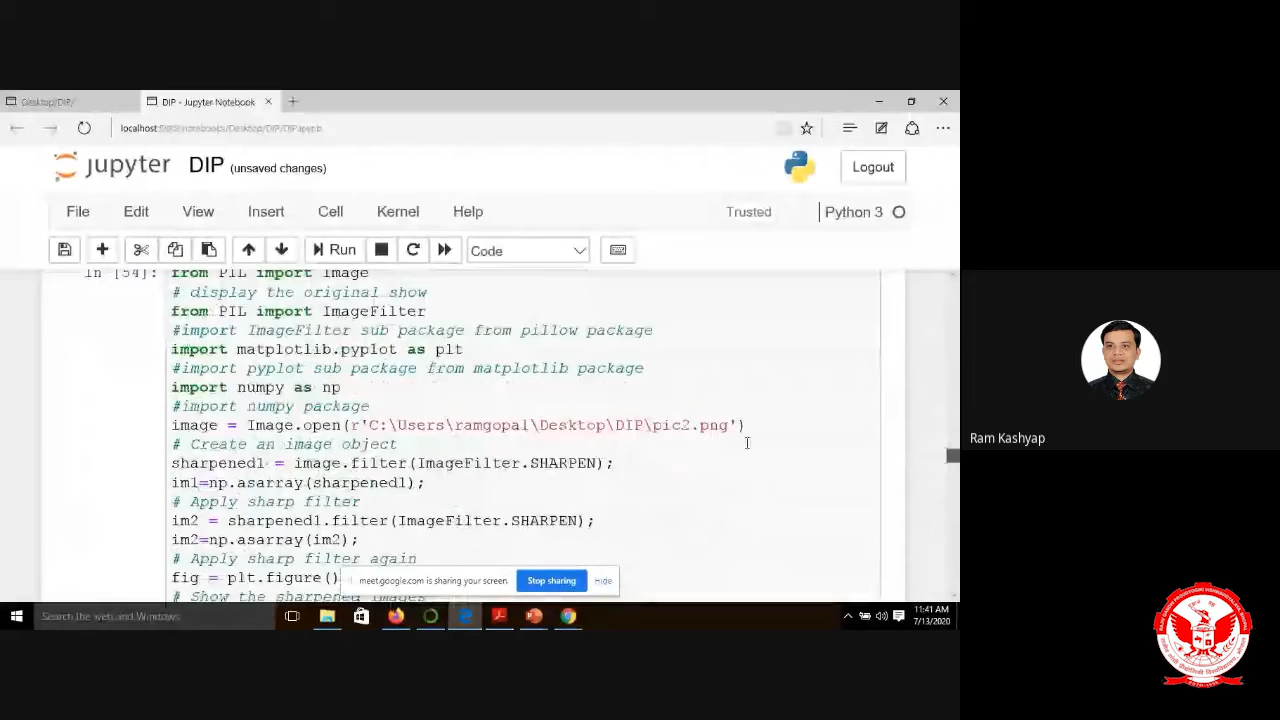 Desktop/DIP/
DIP - Jupyter Notebook
jupyter DIP (unsaved changes)
Logout
File Edit View Insert Cell Kernel Help
Trusted
Python 3
Run
Code
In [54]: from PIL import Image
# display the original show
from PIL import ImageFilter
#import ImageFilter sub package from pillow package
import matplotlib.pyplot as plt
#import pyplot sub package from matplotlib package
import numpy as np
#import numpy package
image = Image.open(r'C:\Users\ramgopal\Desktop\DIP\pic2.png')
# Create an image object
sharpened1 = image.filter(ImageFilter.SHARPEN);
im1=np.asarray(sharpened1);
# Apply sharp filter
im2 = sharpened1.filter(ImageFilter.SHARPEN);
im2=np.asarray(im2);
# Apply sharp filter again
fig = plt.figure()
# Show the sharpened images
meet.google.com is sharing your screen.
Stop sharing
Hide
Search the web and Windows
11:41 AM
7/13/2020
Ram Kashyap